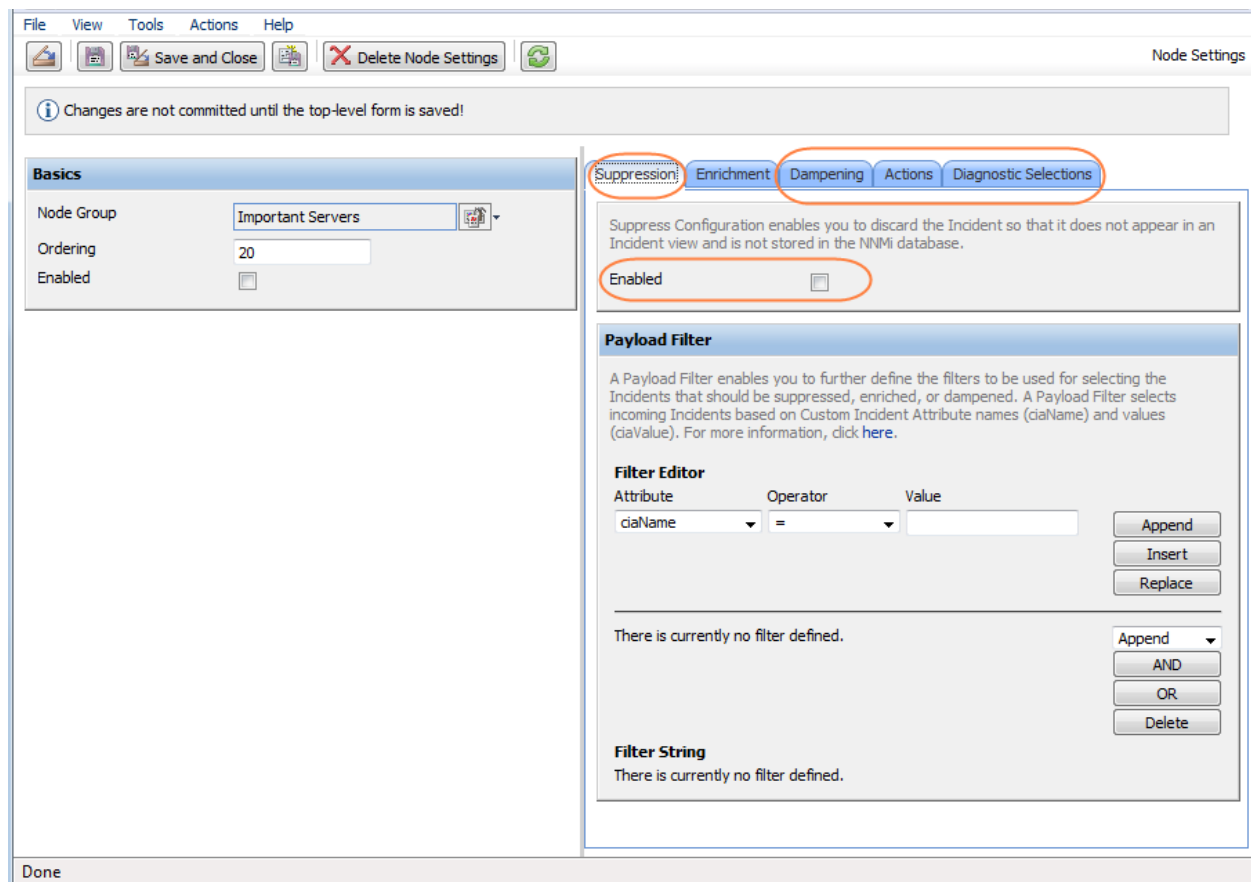 File View Tools Actions Help
Save and Close Delete Node Settings Node Settings
Changes are not committed until the top-level form is saved!
Basics
Node Group Important Servers
Ordering 20
Enabled
Suppression Enrichment Dampening Actions Diagnostic Selections
Suppress Configuration enables you to discard the Incident so that it does not appear in an
Incident view and is not stored in the NNMi database.
Enabled
Payload Filter
A Payload Filter enables you to further define the filters to be used for selecting the
Incidents that should be suppressed, enriched, or dampened. A Payload Filter selects
incoming Incidents based on Custom Incident Attribute names (ciaName) and values
(ciaValue). For more information, click here.
Filter Editor
Attribute Operator Value
ciaName = Append
Insert
Replace
There is currently no filter defined. Append
AND
OR
Delete
Filter String
There is currently no filter defined.
Done